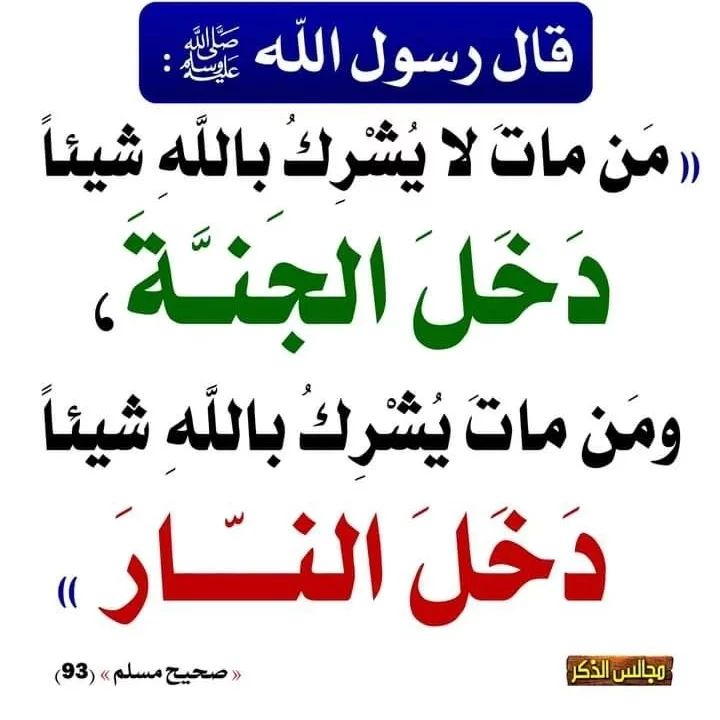 قال رسول الله ﷺ :
(( مَن ماتَ لا يُشْرِكُ باللَّهِ شيئاً
دَخَلَ الجَنَّةَ ،
ومَن ماتَ يُشْرِكُ باللَّهِ شيئاً
دَخَلَ النَّارَ ))
« صحيح مسلم » (93)
مجالس الذكر